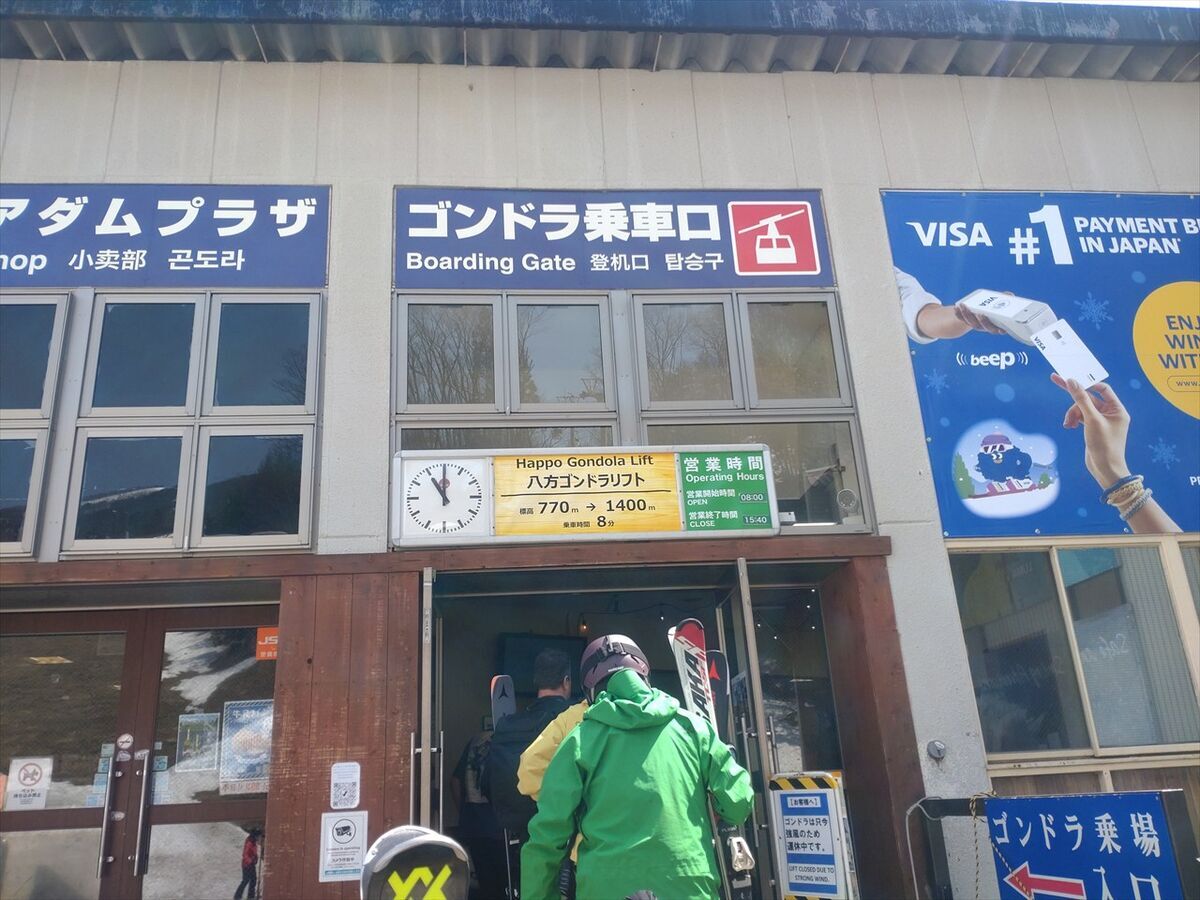 アダムプラザ
hop 小卖部 곤도라
ゴンドラ乗車口
Boarding Gate 登机口 탑승구
VISA #1 PAYMENT B
IN JAPAN
beep
VISA
VISA
ENJ
WIN
WIT
www.
Happo Gondola Lift
八方ゴンドラリフト
標高 770m → 1400m
乗車時間 8分
営業時間
Operating Hours
営業開始時間
OPEN 08:00
営業終了時間
CLOSE 15:40
【お客様へ】
ゴンドラは只今
強風のため
運休中です。
LIFT CLOSED DUE TO
STRONG WIND.
ゴンドラ乗場
入口